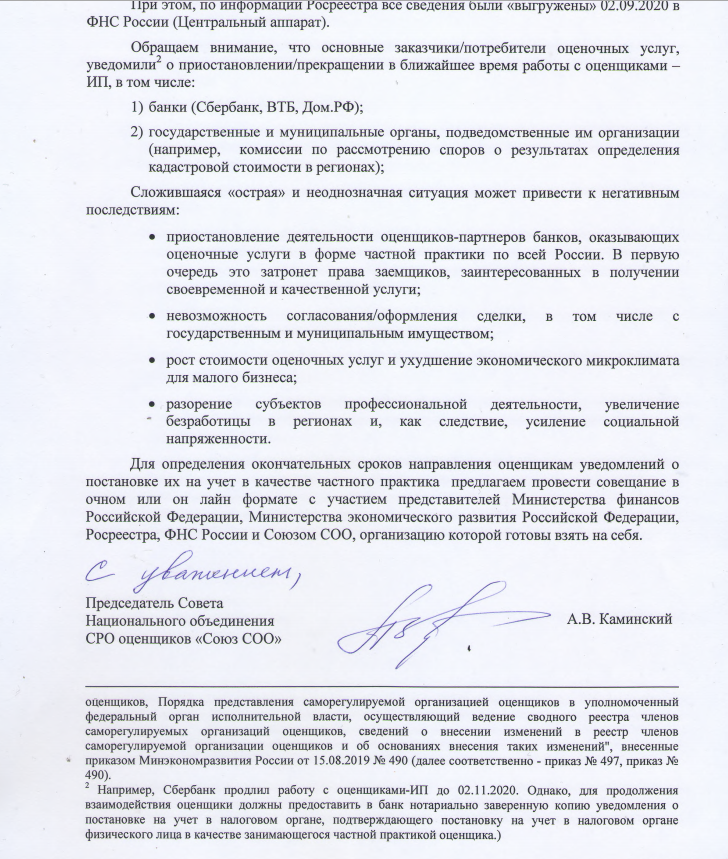 При этом, по информации Росреестра все сведения были «выгружены» 02.09.2020 в
ФНС России (Центральный аппарат).
Обращаем внимание, что основные заказчики/потребители оценочных услуг,
уведомили² о приостановлении/прекращении в ближайшее время работы с оценщиками –
ИП, в том числе:
1) банки (Сбербанк, ВТБ, Дом.РФ);
2) государственные и муниципальные органы, подведомственные им организации
(например, комиссии по рассмотрению споров о результатах определения
кадастровой стоимости в регионах);
Сложившаяся «острая» и неоднозначная ситуация может привести к негативным
последствиям:
• приостановление деятельности оценщиков-партнеров банков, оказывающих
оценочные услуги в форме частной практики по всей России. В первую
очередь это затронет права заемщиков, заинтересованных в получении
своевременной и качественной услуги;
• невозможность согласования/оформления сделки, в том числе с
государственным и муниципальным имуществом;
• рост стоимости оценочных услуг и ухудшение экономического микроклимата
для малого бизнеса;
• разорение субъектов профессиональной деятельности, увеличение
безработицы в регионах и, как следствие, усиление социальной
напряженности.
Для определения окончательных сроков направления оценщикам уведомлений о
постановке их на учет в качестве частного практика предлагаем провести совещание в
очном или он лайн формате с участием представителей Министерства финансов
Российской Федерации, Министерства экономического развития Российской Федерации,
Росреестра, ФНС России и Союзом СОО, организацию которой готовы взять на себя.
С уважением,
Председатель Совета
Национального объединения
СРО оценщиков «Союз СОО»
А.В. Каминский
оценщиков, Порядка представления саморегулируемой организацией оценщиков в уполномоченный
федеральный орган исполнительной власти, осуществляющий ведение сводного реестра членов
саморегулируемых организаций оценщиков, сведений о внесении изменений в реестр членов
саморегулируемой организации оценщиков и об основаниях внесения таких изменений", внесенные
приказом Минэкономразвития России от 15.08.2019 № 490 (далее соответственно - приказ № 497, приказ №
490).
² Например, Сбербанк продлил работу с оценщиками-ИП до 02.11.2020. Однако, для продолжения
взаимодействия оценщики должны предоставить в банк нотариально заверенную копию уведомления о
постановке на учет в налоговом органе, подтверждающего постановку на учет в налоговом органе
физического лица в качестве занимающегося частной практикой оценщика.)